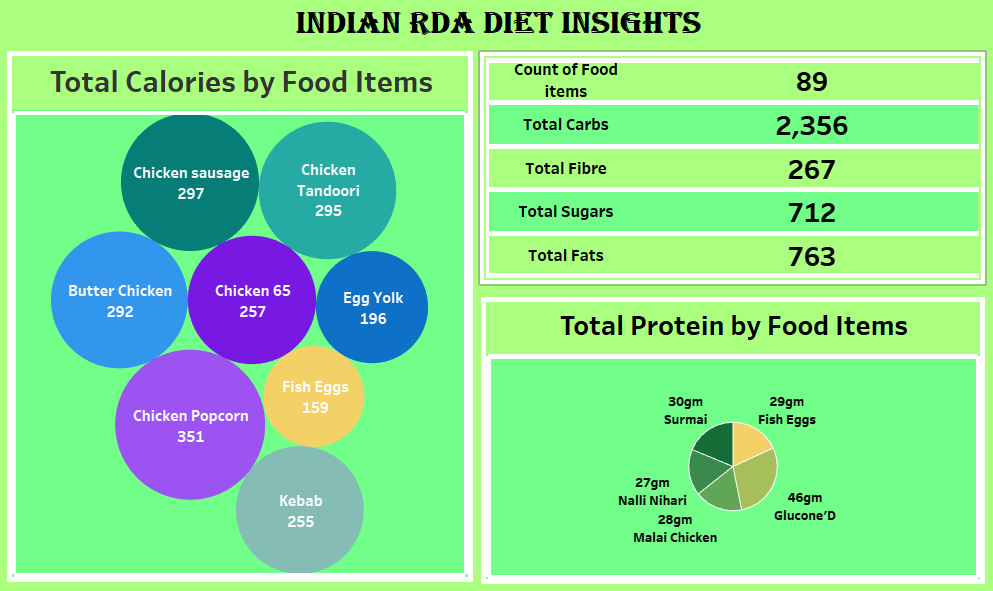 INDIAN RDA DIET INSIGHTS
Total Calories by Food Items
Chicken sausage
297
Chicken
Tandoori
295
Butter Chicken
292
Chicken 65
257
Egg Yolk
196
Fish Eggs
159
Chicken Popcorn
351
Kebab
255
Count of Food
items
89
Total Carbs
2,356
Total Fibre
267
Total Sugars
712
Total Fats
763
Total Protein by Food Items
30gm
Surmai
29gm
Fish Eggs
27gm
Nalli Nihari
46gm
Glucone’D
28gm
Malai Chicken